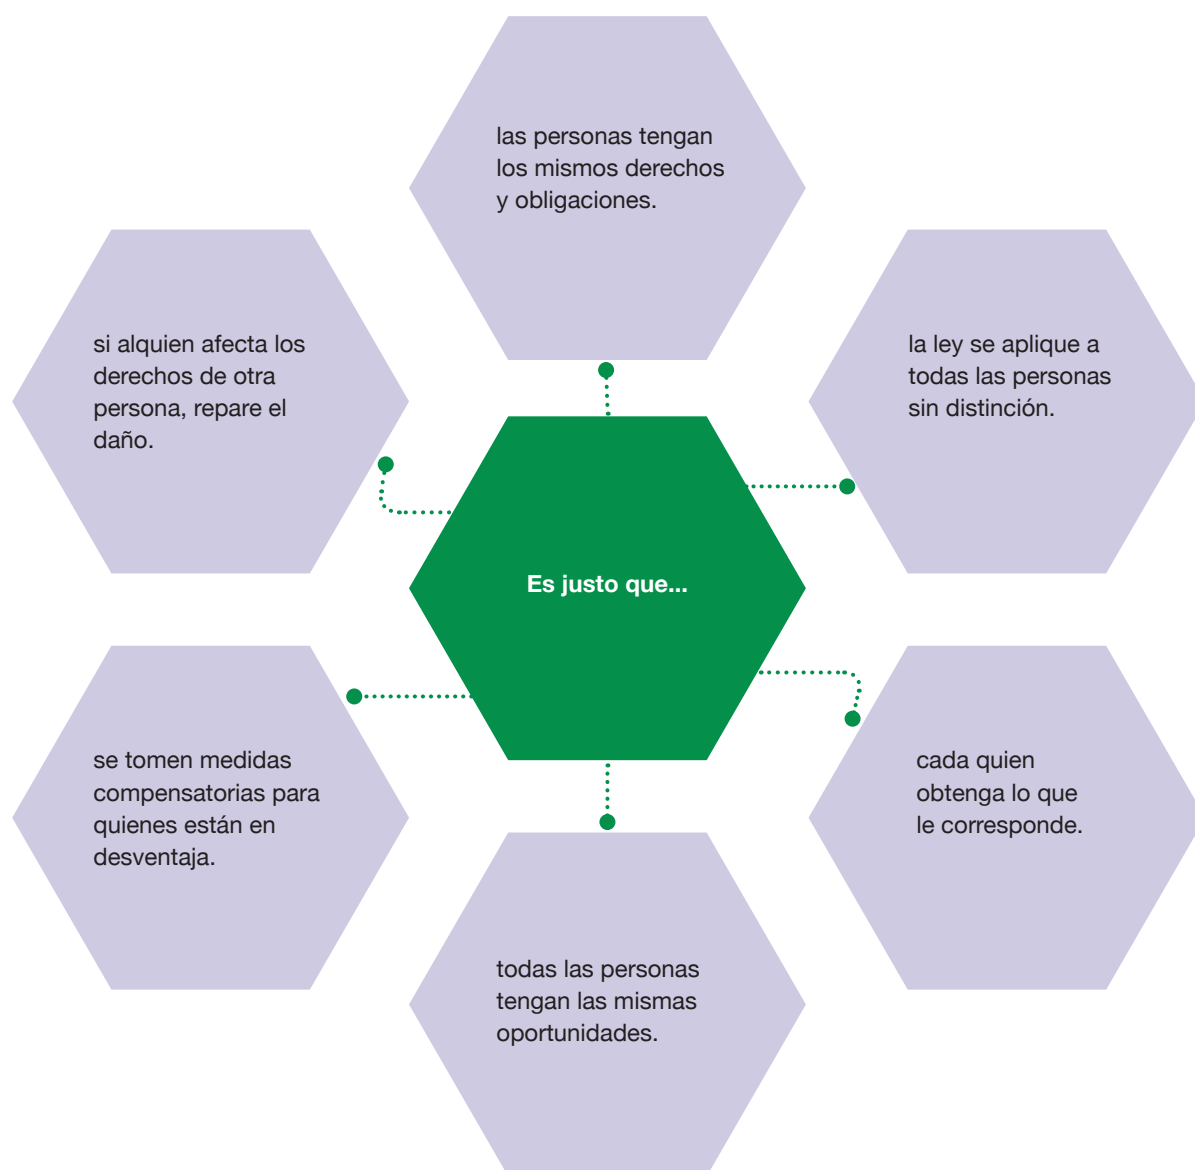 las personas tengan
los mismos derechos
y obligaciones.
si alquien afecta los
derechos de otra
persona, repare el
daño.
la ley se aplique a
todas las personas
sin distinción.
Es justo que...
se tomen medidas
compensatorias para
quienes están en
desventaja.
cada quien
obtenga lo que
le corresponde.
todas las personas
tengan las mismas
oportunidades.